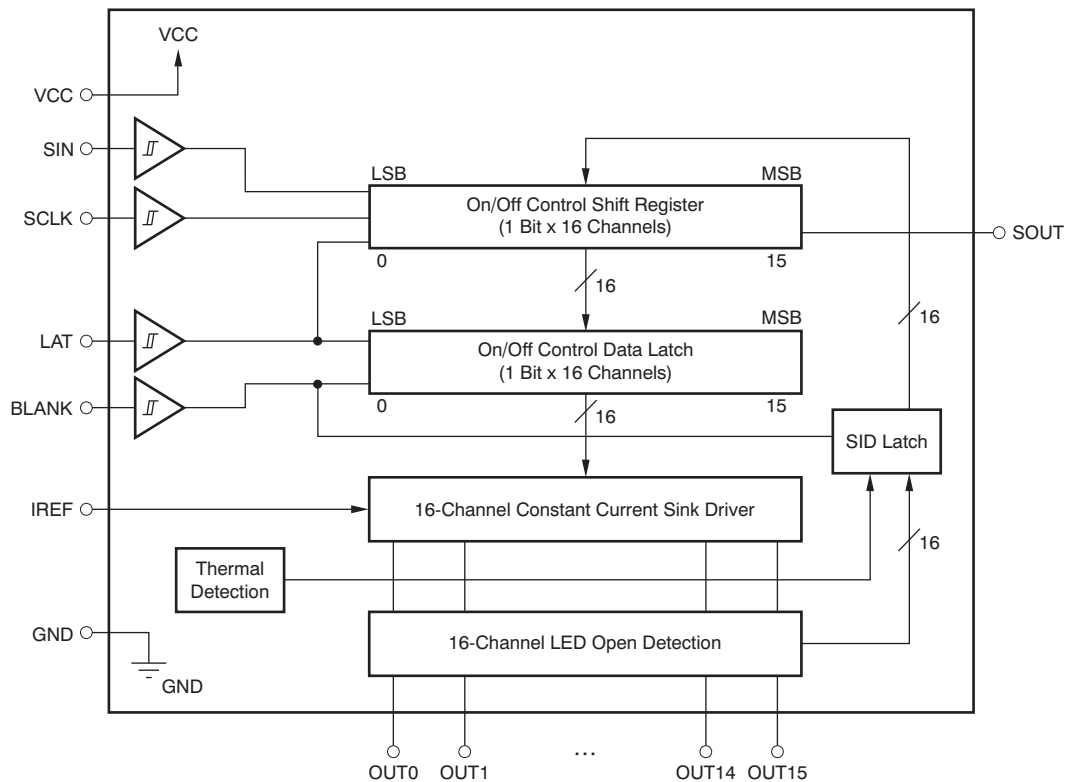 VCC
VCC
SIN
LSB
MSB
On/Off Control Shift Register
(1 Bit x 16 Channels)
SCLK
SOUT
0
15
16
16
LSB
MSB
LAT
On/Off Control Data Latch
(1 Bit x 16 Channels)
BLANK
0
16
15
SID Latch
IREF
16-Channel Constant Current Sink Driver
16
Thermal
Detection
GND
16-Channel LED Open Detection
GND
...
OUT0
OUT1
OUT14
OUT15